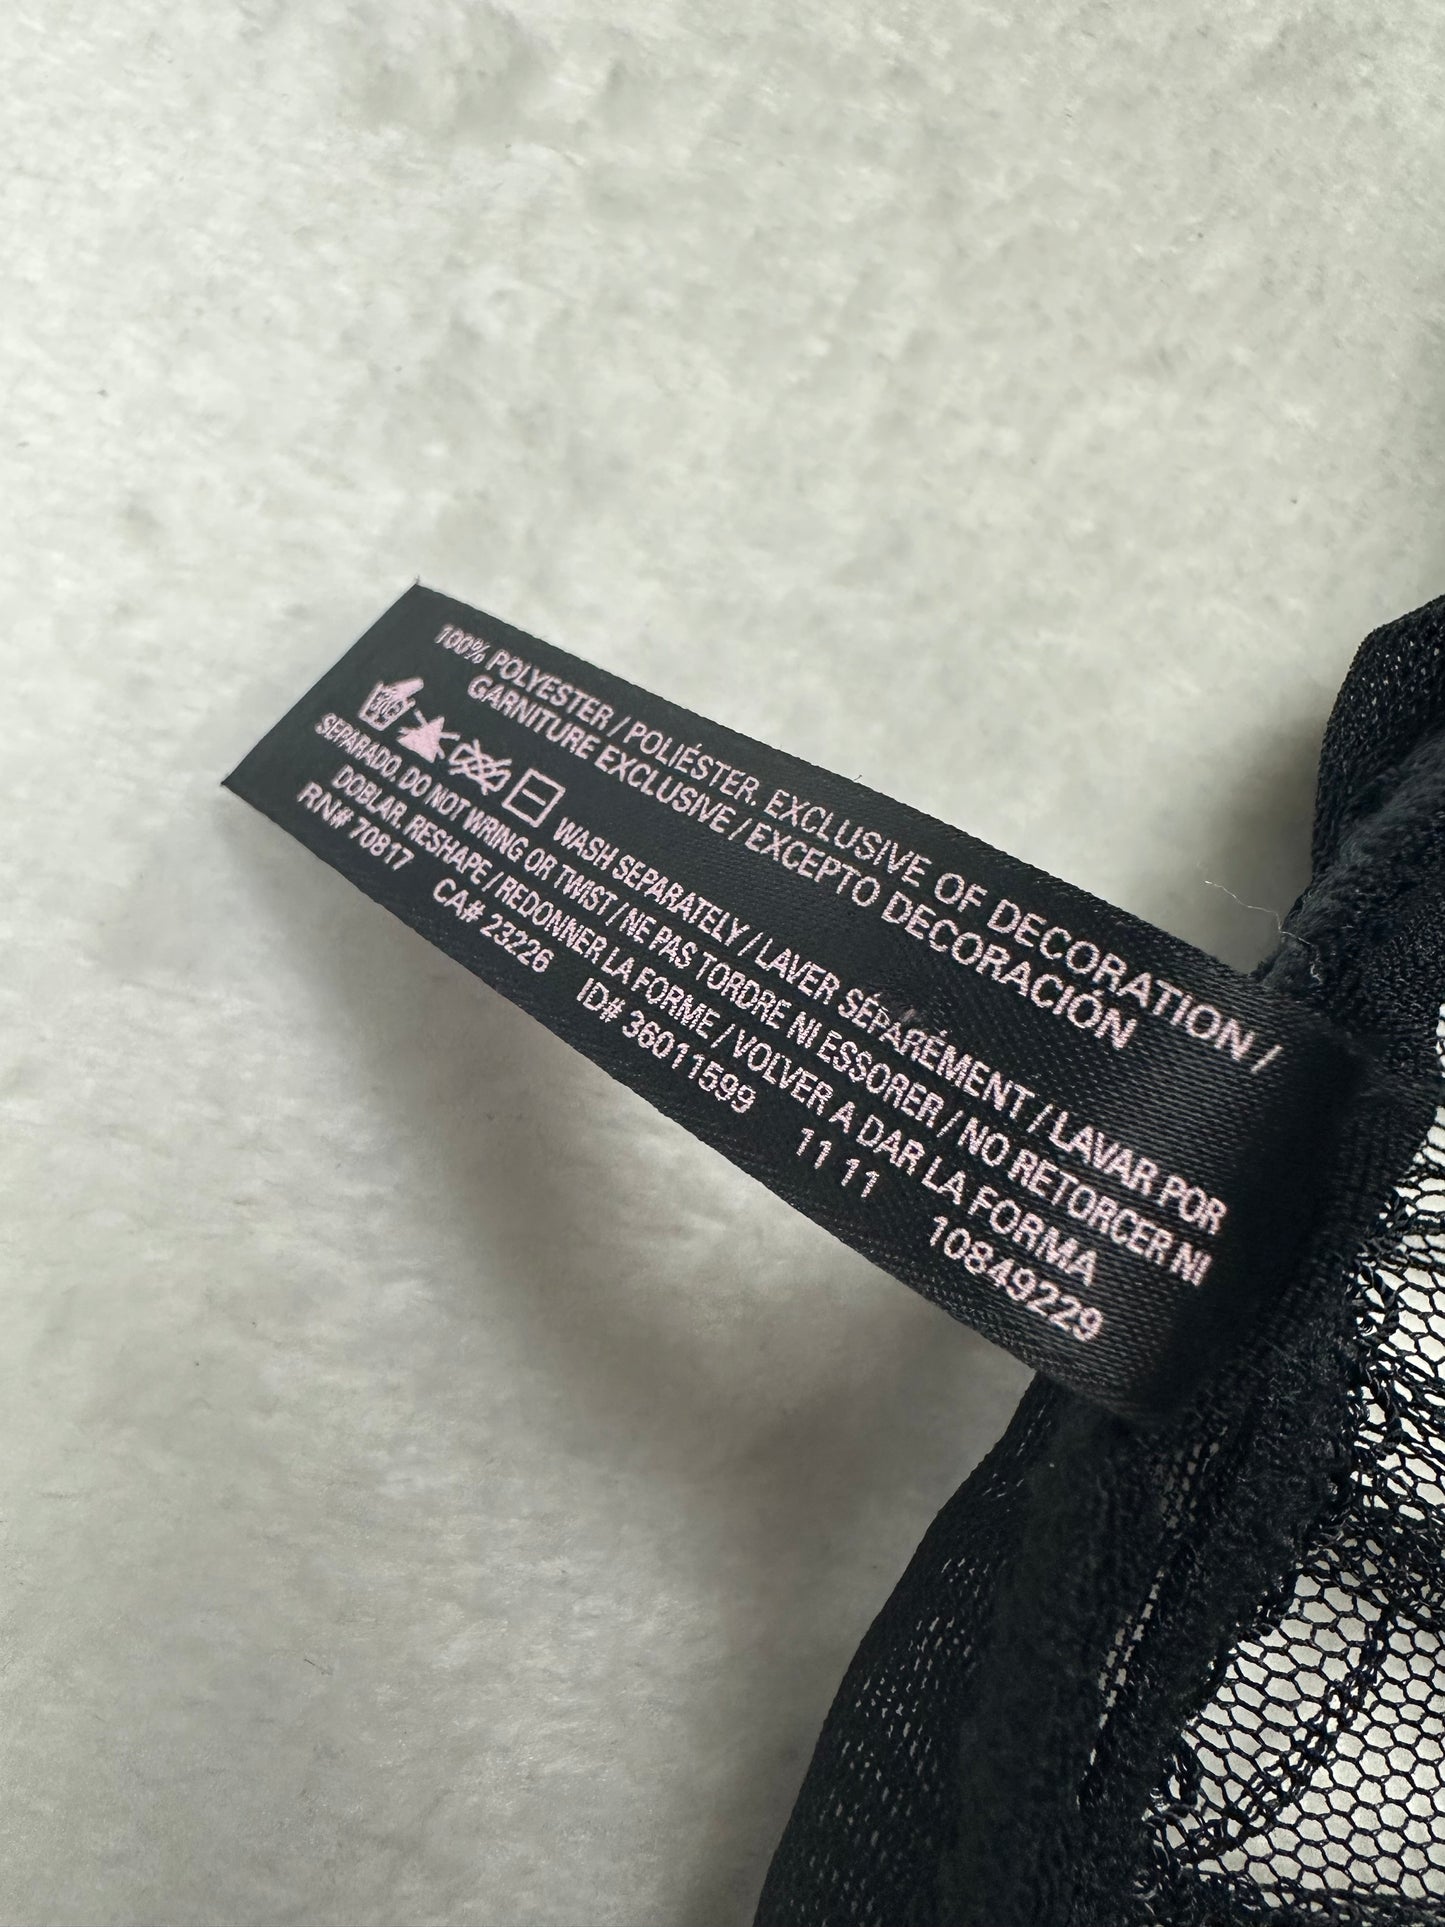 100% POLYESTER / POLIÉSTER. EXCLUSIVE OF DECORATION /
GARNITURE EXCLUSIVE / EXCEPTO DECORACIÓN
WASH SEPARATELY / LAVER SÉPARÉMENT / LAVAR POR
SEPARADO. DO NOT WRING OR TWIST / NE PAS TORDRE NI ESSORER / NO RETORCER NI
DOBLAR. RESHAPE / REDONNER LA FORME / VOLVER A DAR LA FORMA
RN# 70817 CA# 23226 ID# 36011599 11 11 10849229